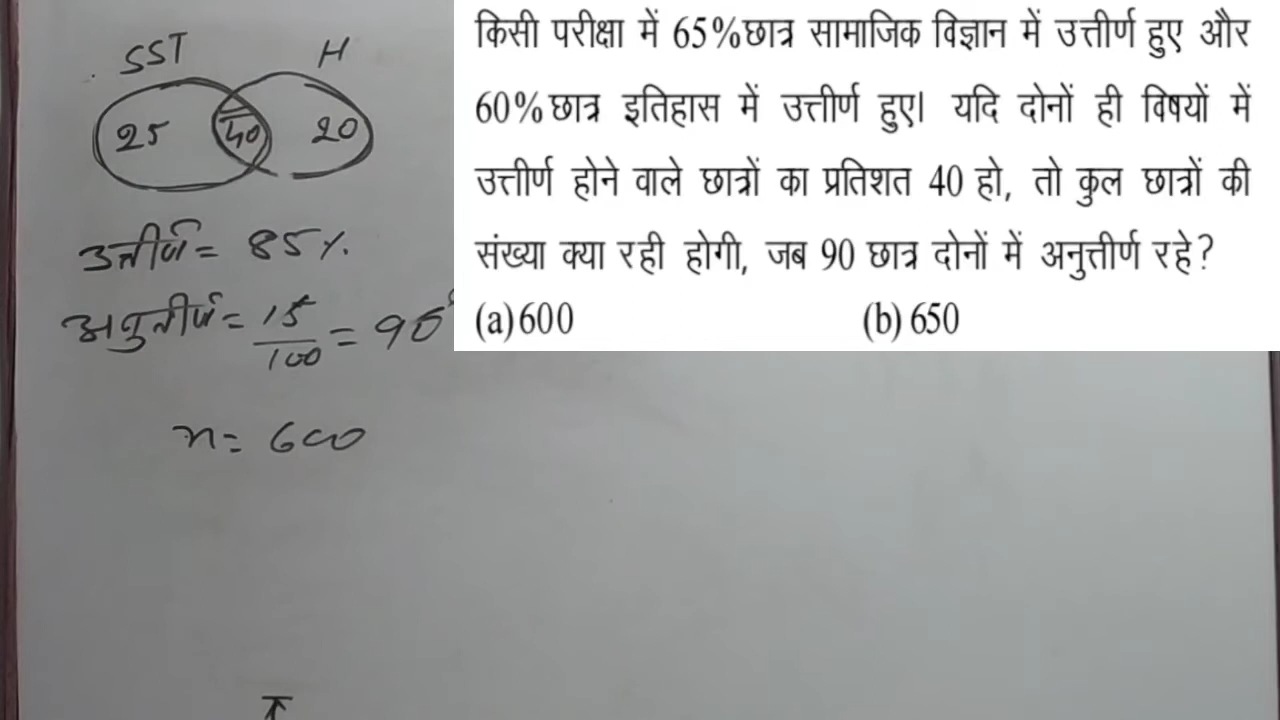 SST H
25 40 20
उत्तीर्ण = 85%.
अनुत्तीर्ण = 15/100 = 90
n = 600
किसी परीक्षा में 65%छात्र सामाजिक विज्ञान में उत्तीर्ण हुए और
60%छात्र इतिहास में उत्तीर्ण हुए। यदि दोनों ही विषयों में
उत्तीर्ण होने वाले छात्रों का प्रतिशत 40 हो, तो कुल छात्रों की
संख्या क्या रही होगी, जब 90 छात्र दोनों में अनुत्तीर्ण रहे?
(a)600 (b) 650